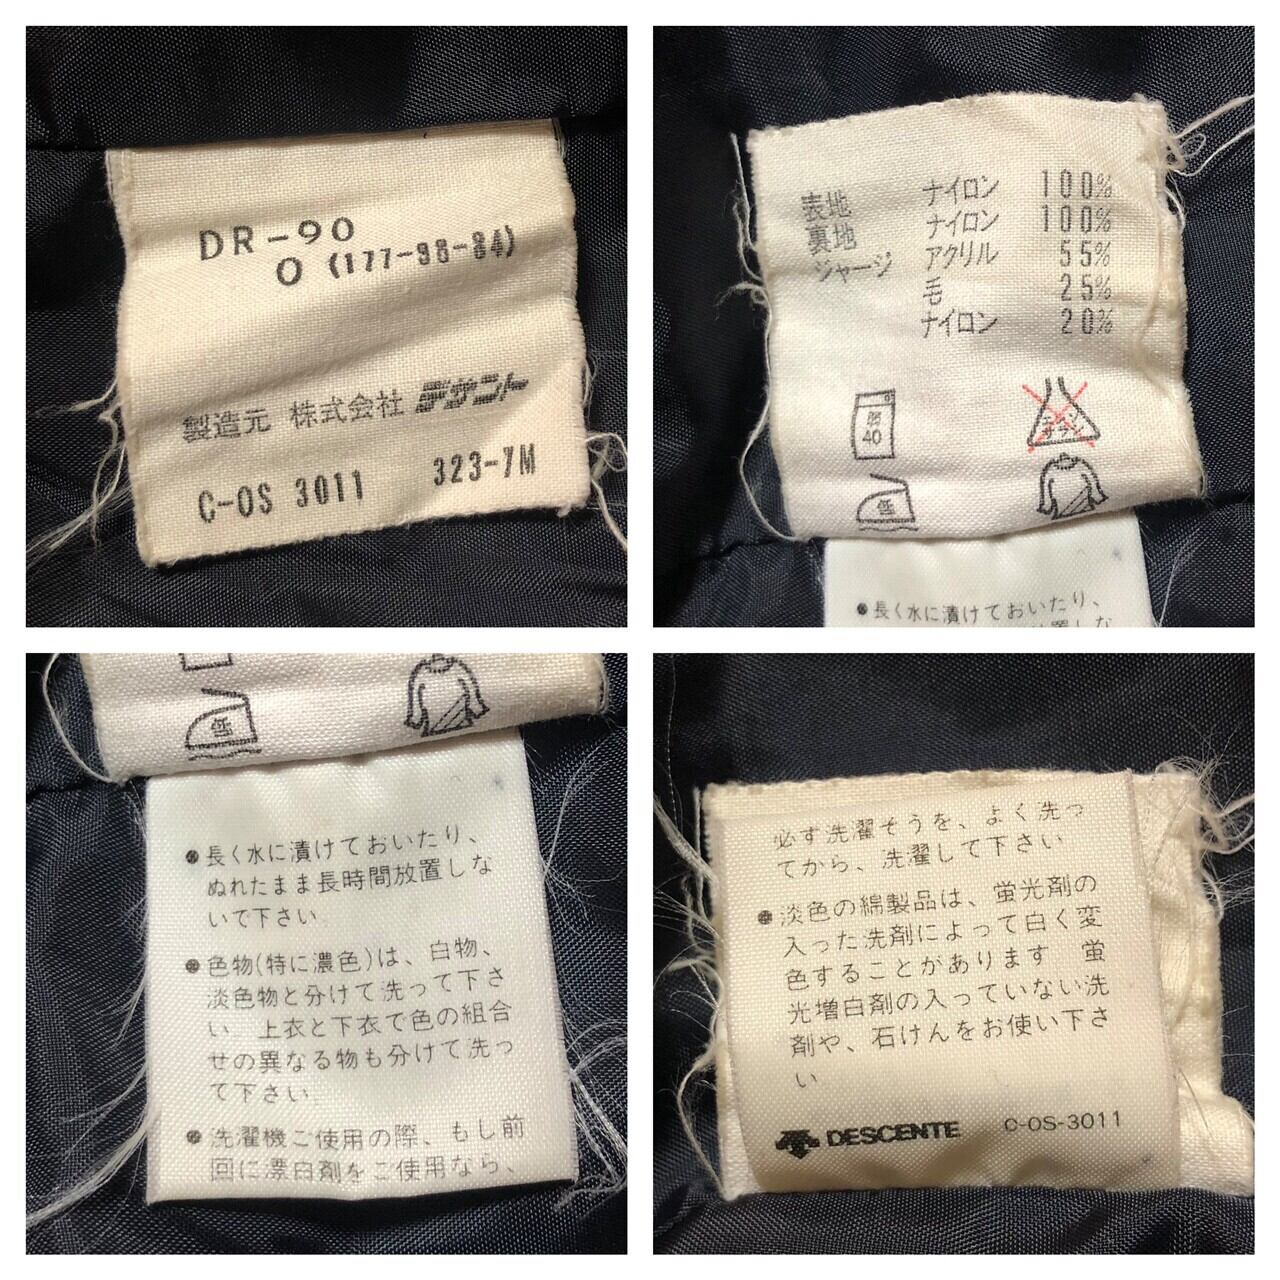 DR-90
O (177-98-84)
製造元 株式会社 デサント
C-OS 3011 323-7M
表地 ナイロン 100%
裏地 ナイロン 100%
ジャージ アクリル 55%
毛 25%
ナイロン 20%
弱
40
エンソ
サラシ
低
●長く水に漬けておいたり、
低
●長く水に漬けておいたり、
ぬれたまま長時間放置しな
いで下さい
●色物(特に濃色)は、白物、
淡色物と分けて洗って下さ
い 上衣と下衣で色の組合
せの異なる物も分けて洗っ
て下さい
●洗濯機ご使用の際、もし前
回に漂白剤をご使用なら、
必ず洗濯そうを、よく洗っ
てから、洗濯して下さい
●淡色の綿製品は、蛍光剤の
入った洗剤によって白く変
色することがあります 蛍
光増白剤の入っていない洗
剤や、石けんをお使い下さ
い
DESCENTE C-OS-3011